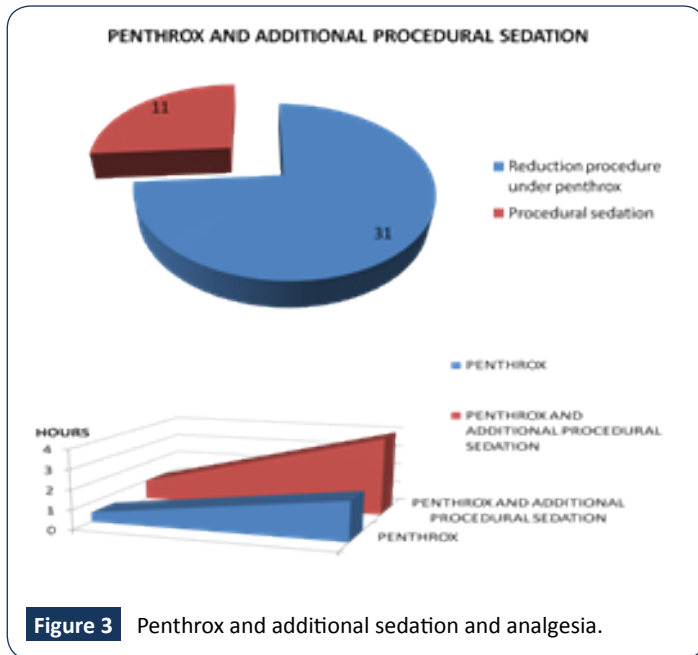 PENTHROX AND ADDITIONAL PROCEDURAL SEDATION
11
31
Reduction procedure
under penthrox
Procedural sedation
PENTHROX
PENTHROX AND
ADDITIONAL PROCEDURAL
SEDATION
HOURS
4
3
2
1
0
PENTHROX AND ADDITIONAL
PROCEDURAL SEDATION
PENTHROX
Figure 3 Penthrox and additional sedation and analgesia.